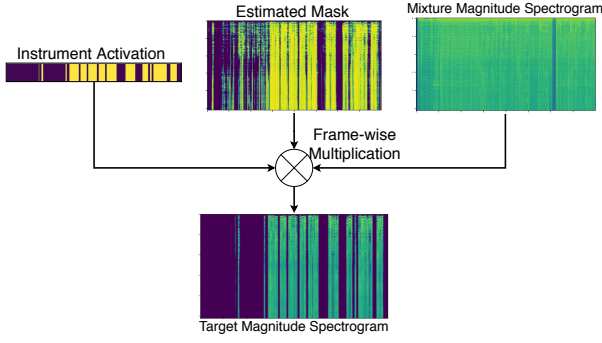 Instrument Activation
Estimated Mask
Mixture Magnitude Spectrogram
Frame-wise
Multiplication
Target Magnitude Spectrogram